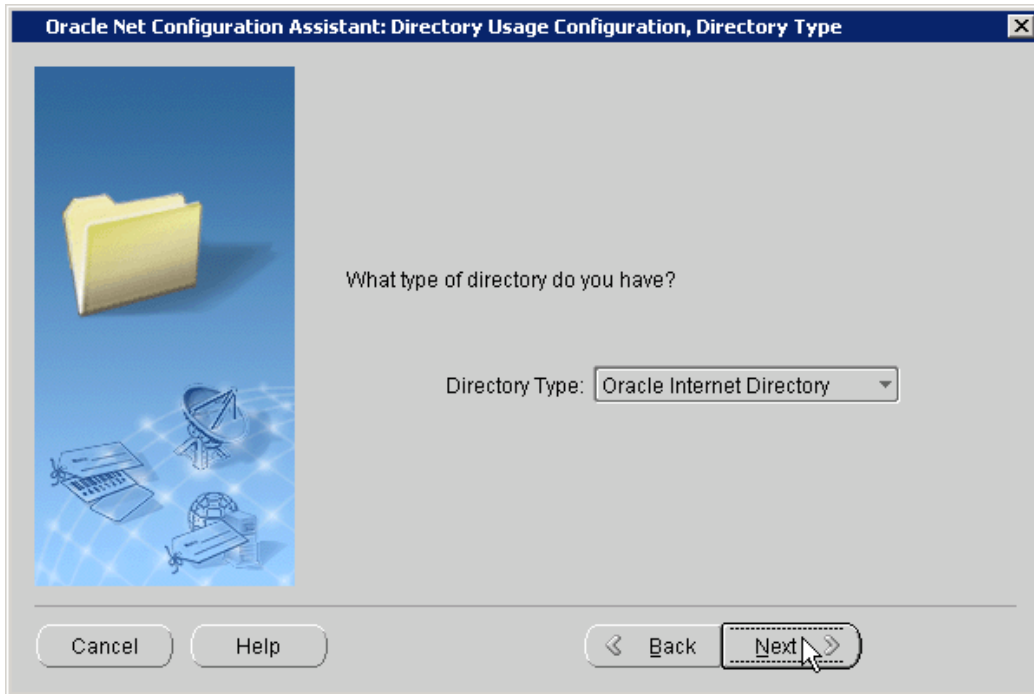 Oracle Net Configuration Assistant: Directory Usage Configuration, Directory Type
What type of directory do you have?
Directory Type: Oracle Internet Directory
Cancel Help Back Next